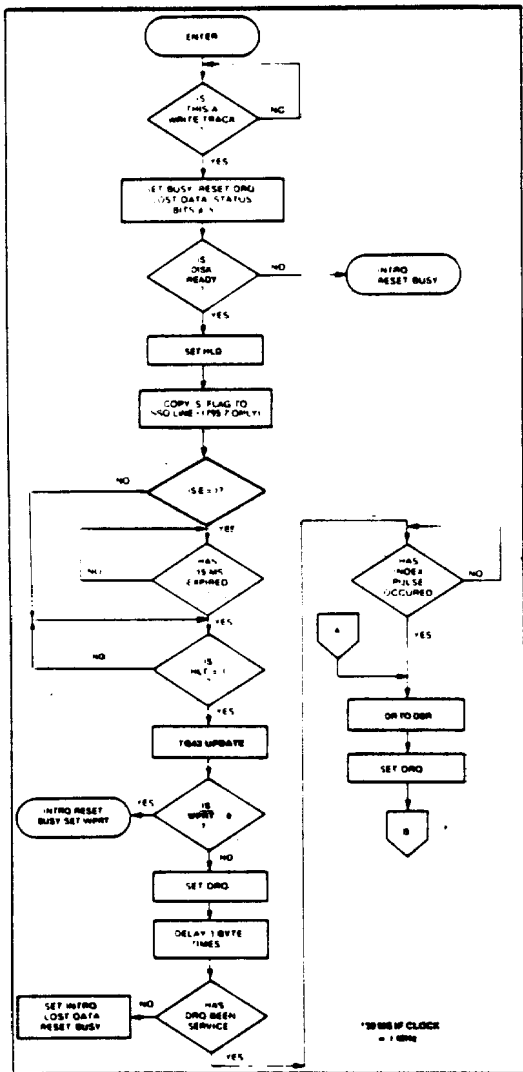 ENTER
IS
THIS A
WRITE TRACK
NO
YES
SET BUSY, RESET DRQ
LOST DATA, STATUS
BITS
IS
DISK
READY
?
NO
INTRQ
RESET BUSY
YES
SET HLD
COPY 'S' FLAG TO
SSO LINE (1795/7 ONLY)
NO
IS E = 1?
YES
HAS
15 MS
EXPIRED
NO
YES
IS
HLT = 1
NO
YES
TG43 UPDATE
IS
WPRT
?
YES
INTRQ RESET
BUSY SET WPRT
NO
SET DRQ
DELAY 3 BYTE
TIMES
HAS
DRQ BEEN
SERVICE
NO
SET INTRQ
LOST DATA
RESET BUSY
YES
HAS
INDEX
PULSE
OCCURED
NO
YES
A
DR TO DSR
SET DRQ
B
*30 MS IF CLOCK
= 1 MHz